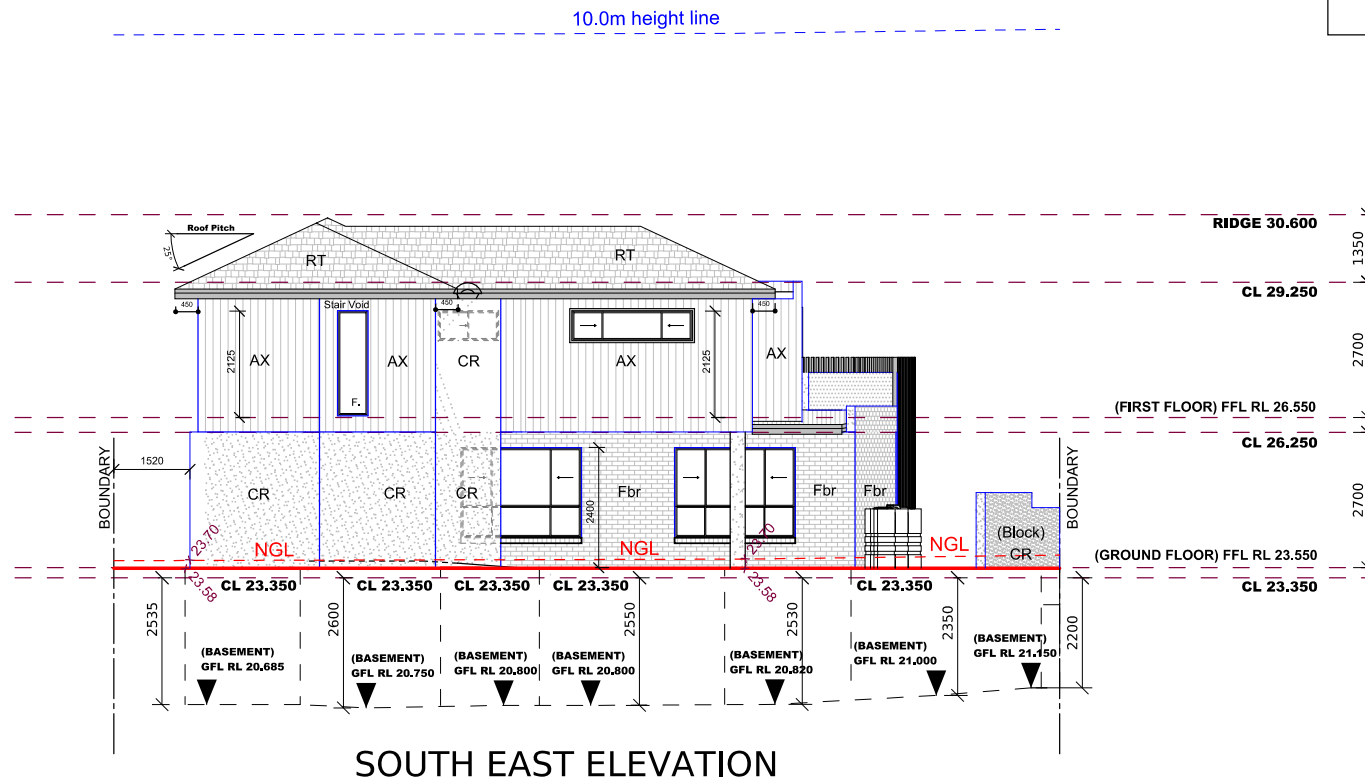 10.0m height line
RIDGE 30.600
Roof Pitch
25°
1350
RT
RT
CL 29.250
450
Stair Void
450
450
2125
AX
AX
CR
AX
2125
AX
2700
F.
(FIRST FLOOR) FFL RL 26.550
CL 26.250
BOUNDARY
1520
BOUNDARY
CR
CR
CR
2400
Fbr
Fbr
Fbr
2700
(Block)
CR
23.70
NGL
NGL
23.70
NGL
(GROUND FLOOR) FFL RL 23.550
23.58
CL 23.350
CL 23.350
CL 23.350
CL 23.350
23.58
CL 23.350
CL 23.350
2535
2600
2550
2530
2350
2200
(BASEMENT)
GFL RL 20.685
(BASEMENT)
GFL RL 20.750
(BASEMENT)
GFL RL 20.800
(BASEMENT)
GFL RL 20.800
(BASEMENT)
GFL RL 20.820
(BASEMENT)
GFL RL 21.000
(BASEMENT)
GFL RL 21.150
SOUTH EAST ELEVATION